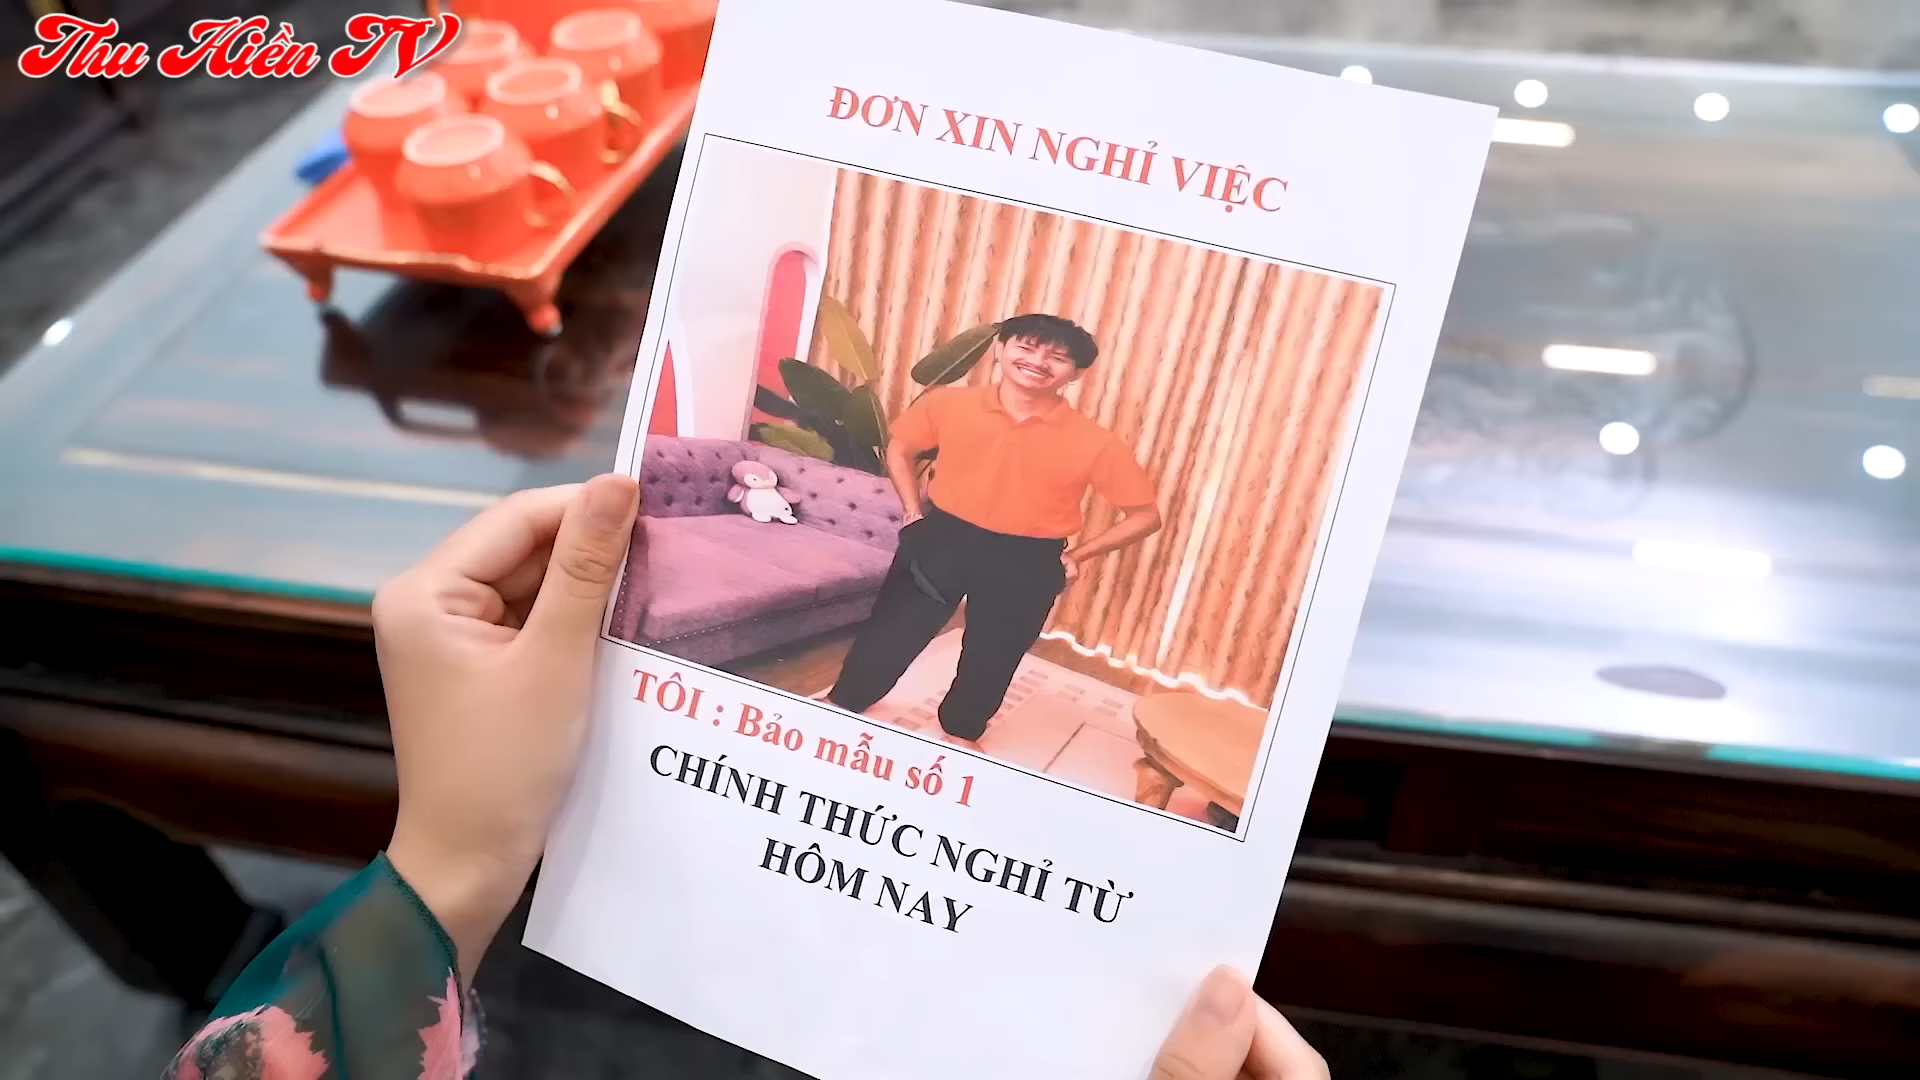 Thu Hiền TV
ĐƠN XIN NGHỈ VIỆC
TÔI : Bảo mẫu số 1
CHÍNH THỨC NGHỈ TỪ
HÔM NAY